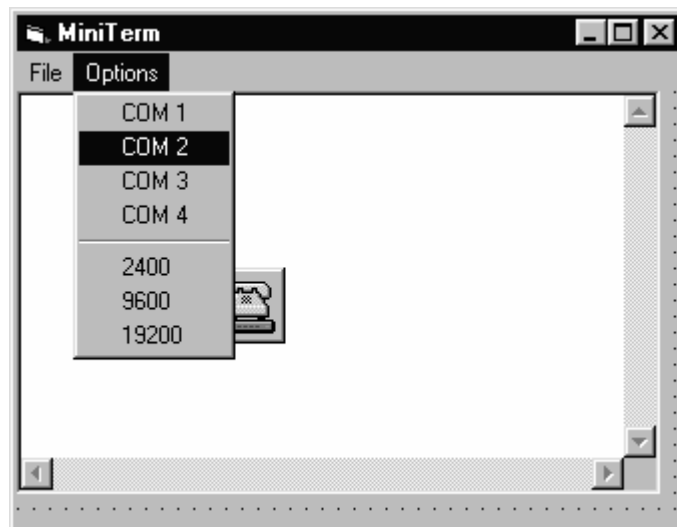 MiniTerm
File Options
COM 1
COM 2
COM 3
COM 4
2400
9600
19200